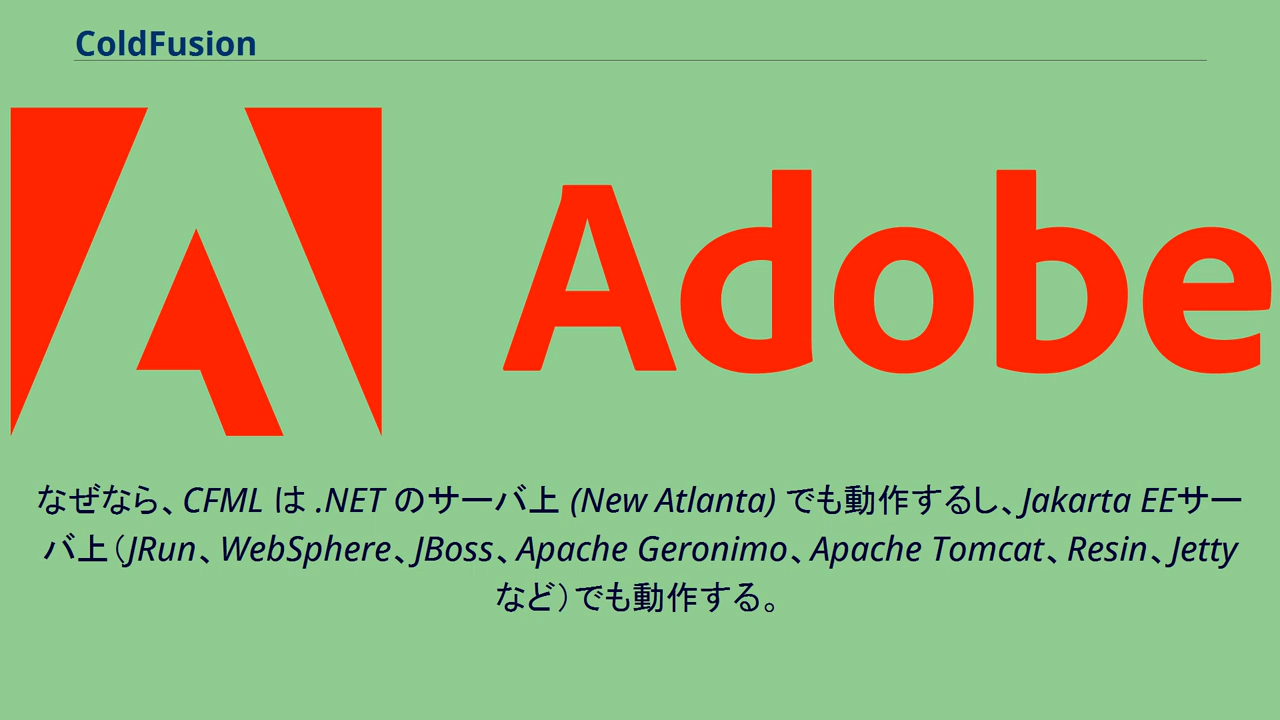 ColdFusion
Adobe
なぜなら、CFML は .NET のサーバ上 (New Atlanta) でも動作するし、Jakarta EEサー
バ上（JRun、WebSphere、JBoss、Apache Geronimo、Apache Tomcat、Resin、Jetty
など）でも動作する。